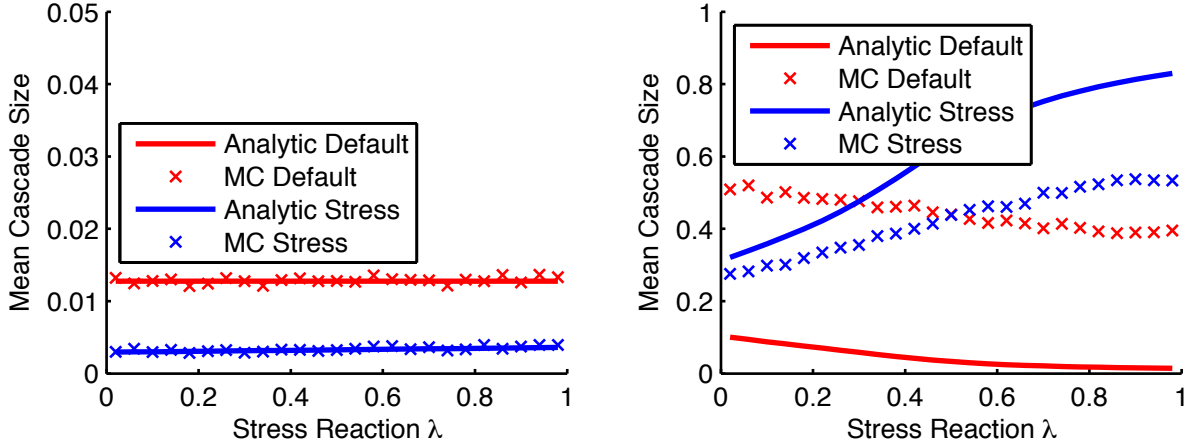 Mean Cascade Size
0.05
0.04
0.03
0.02
0.01
0
Analytic Default
MC Default
Analytic Stress
MC Stress
0 0.2 0.4 0.6 0.8 1
Stress Reaction λ
Mean Cascade Size
1
0.8
0.6
0.4
0.2
0
Analytic Default
MC Default
Analytic Stress
MC Stress
0 0.2 0.4 0.6 0.8 1
Stress Reaction λ